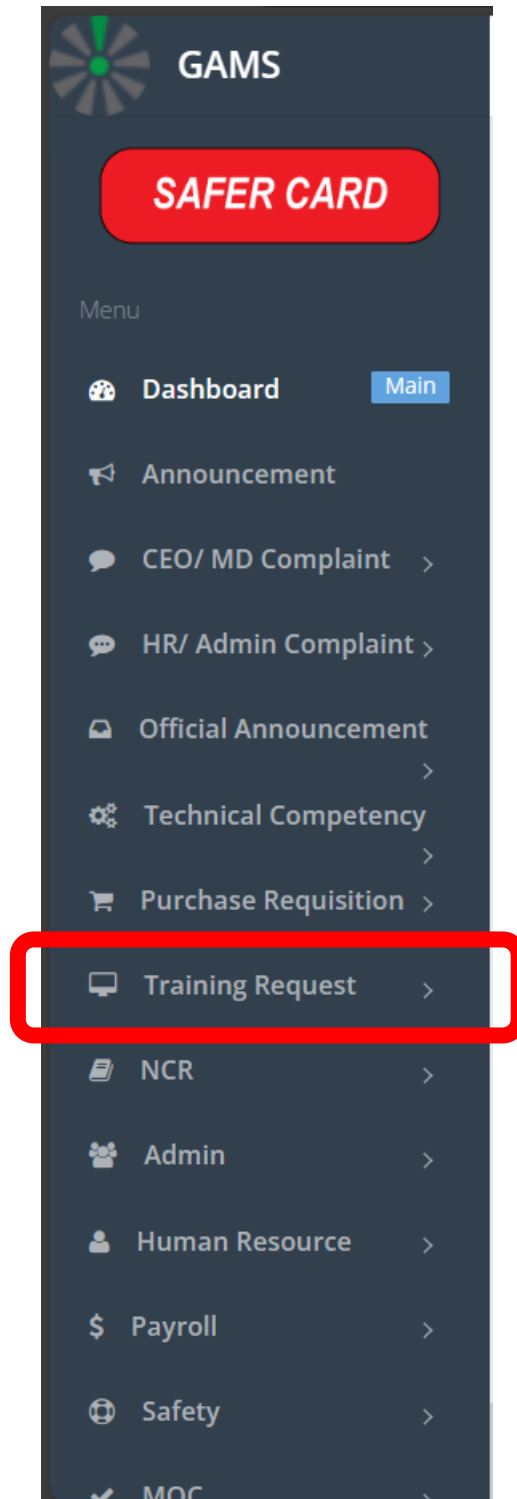 GAMS
SAFER CARD
Menu
Dashboard Main
Announcement
CEO/ MD Complaint
HR/ Admin Complaint
Official Announcement
Technical Competency
Purchase Requisition
Training Request
NCR
Admin
Human Resource
$ Payroll
Safety
MOC